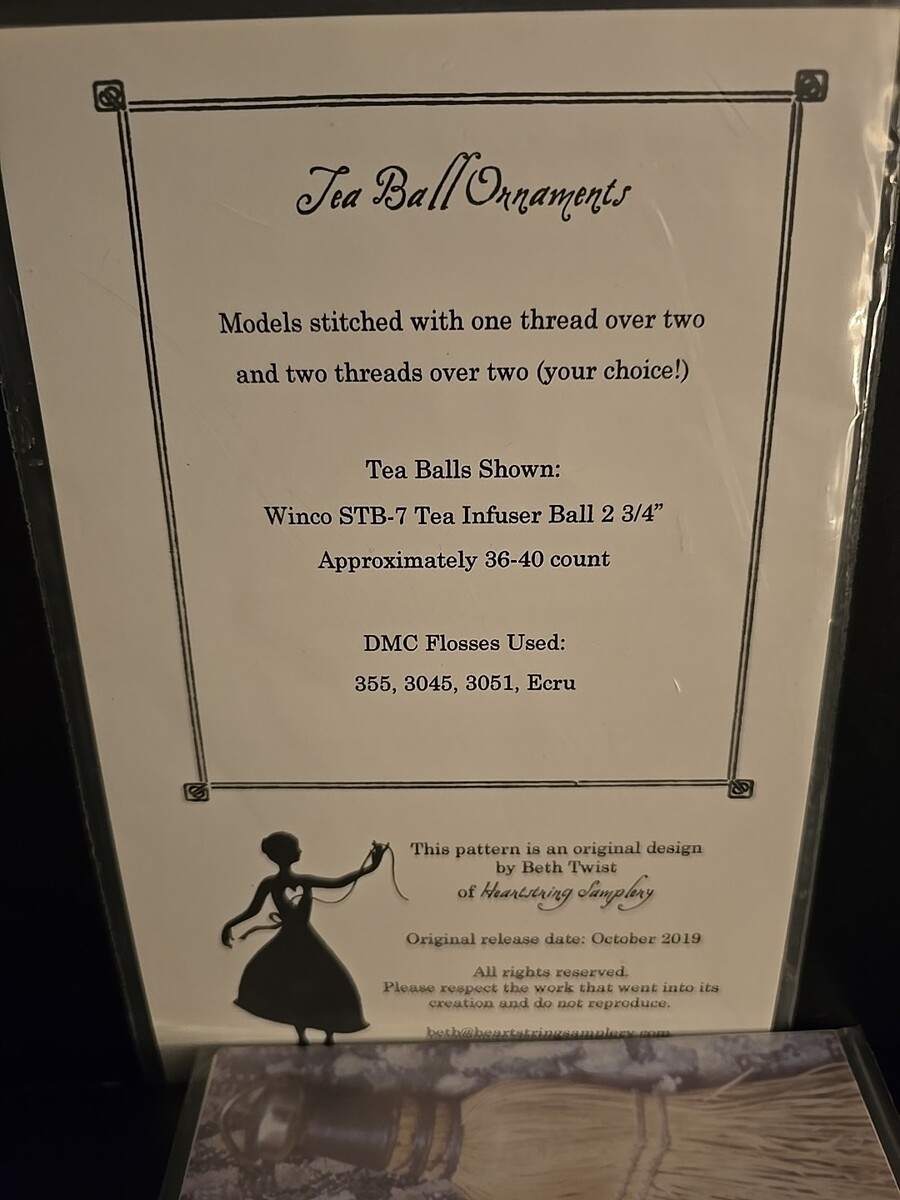 Tea Ball Ornaments
Models stitched with one thread over two
and two threads over two (your choice!)
Tea Balls Shown:
Winco STB-7 Tea Infuser Ball 2 3/4”
Approximately 36-40 count
DMC Flosses Used:
355, 3045, 3051, Ecru
This pattern is an original design
by Beth Twist
of Heartstring Samplery
Original release date: October 2019
All rights reserved.
Please respect the work that went into its
creation and do not reproduce.
beth@heartstringsamplery.com